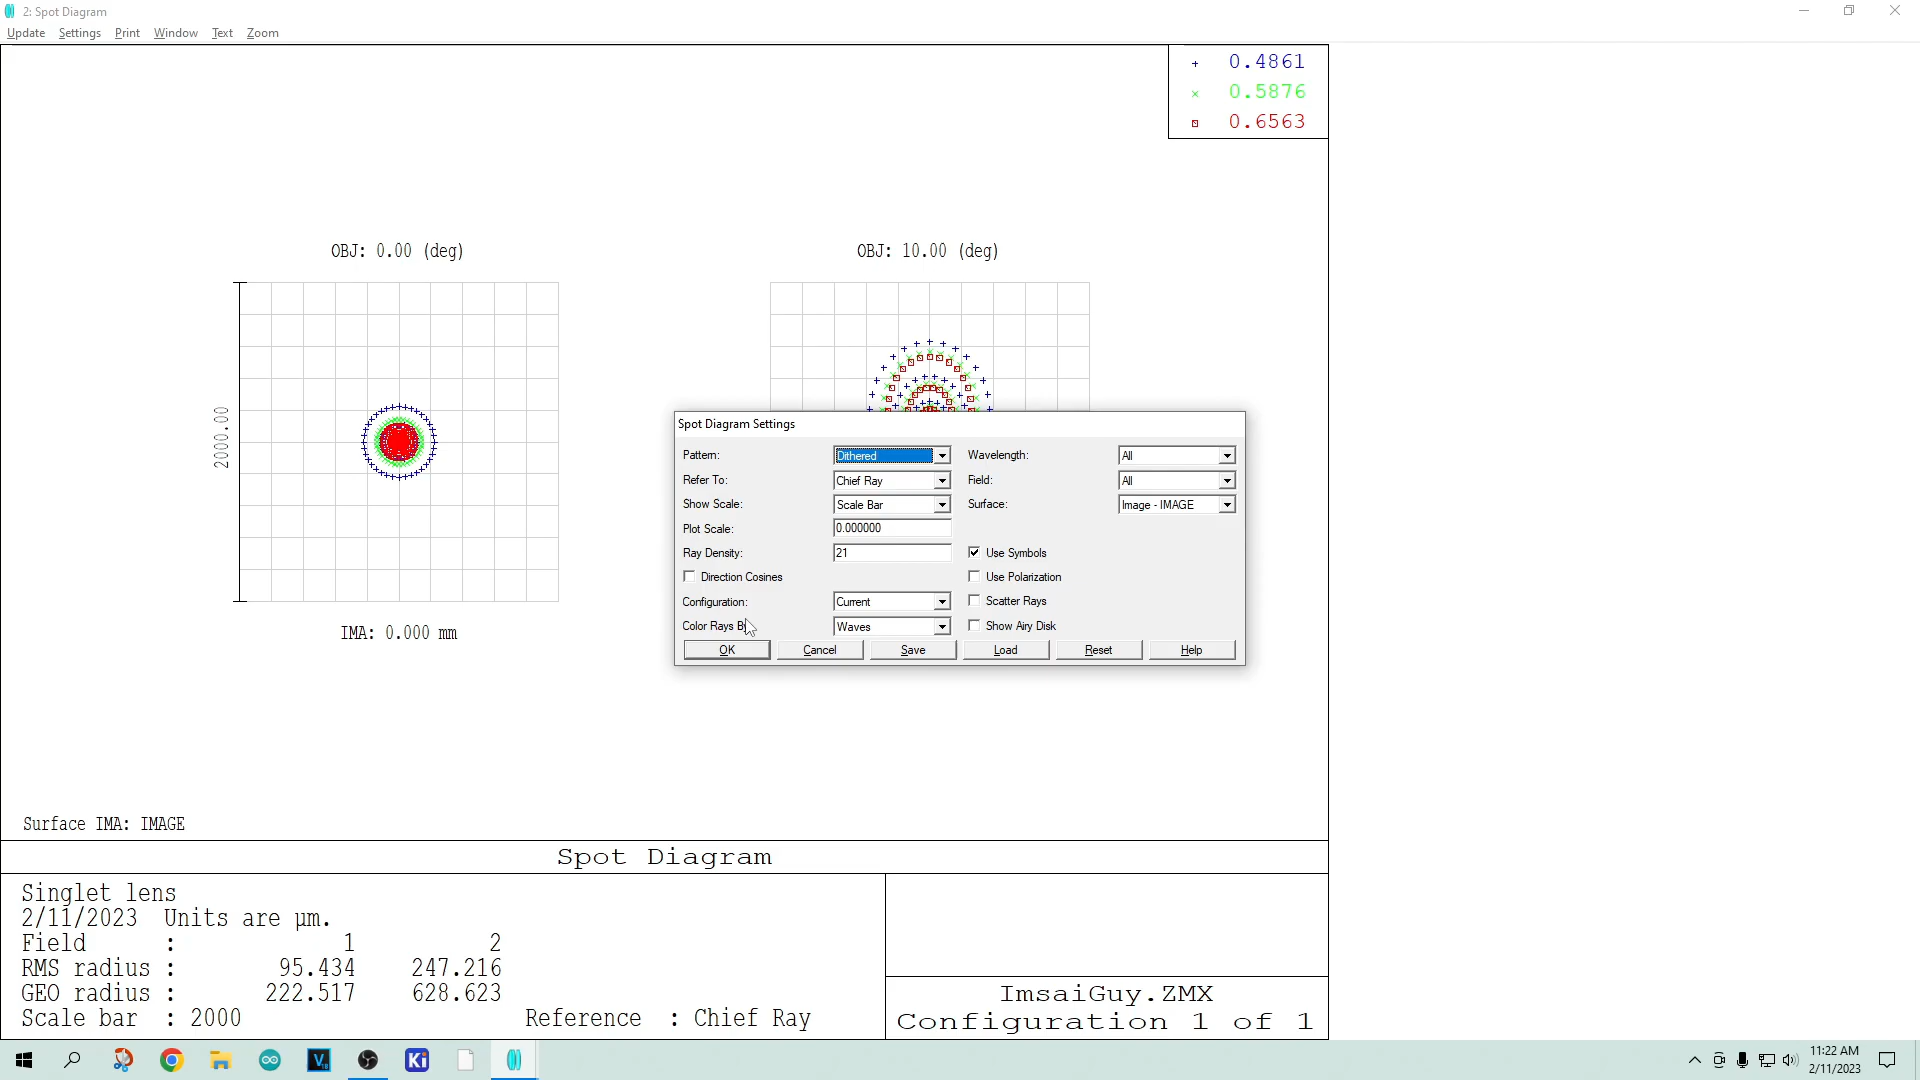 2: Spot Diagram
Update Settings Print Window Text Zoom
+ 0.4861
× 0.5876
0.6563
OBJ: 0.00 (deg)
OBJ: 10.00 (deg)
2000.00
IMA: 0.000 mm
Spot Diagram Settings
Pattern: Dithered Wavelength: All
Refer To: Chief Ray Field: All
Show Scale: Scale Bar Surface: Image - IMAGE
Plot Scale: 0.000000
Ray Density: 21 Use Symbols
Direction Cosines Use Polarization
Configuration: Current Scatter Rays
Color Rays B Waves Show Airy Disk
OK Cancel Save Load Reset Help
Surface IMA: IMAGE
Spot Diagram
Singlet lens
2/11/2023 Units are µm.
Field : 1 2
RMS radius : 95.434 247.216
GEO radius : 222.517 628.623
Scale bar : 2000 Reference : Chief Ray
ImsaiGuy.ZMX
Configuration 1 of 1
Ki
11:22 AM
2/11/2023